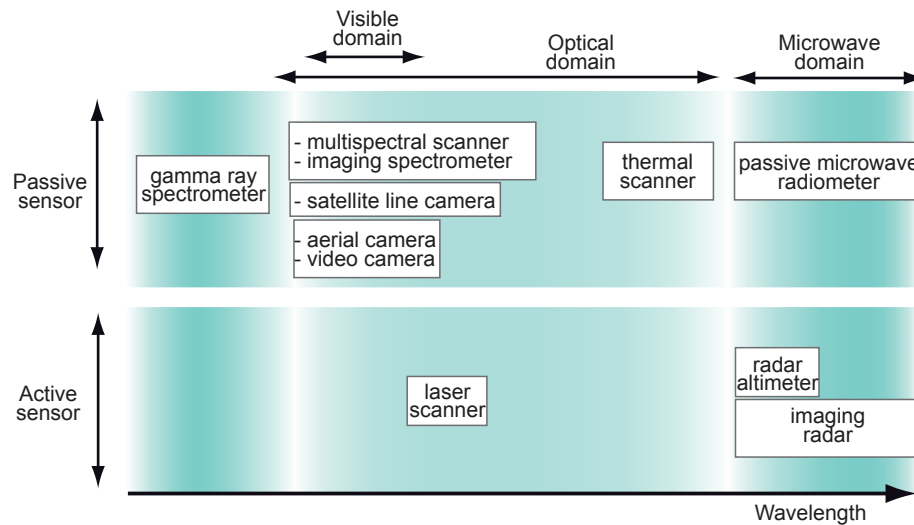 Visible
domain
Optical
domain
Microwave
domain
Passive
sensor
gamma ray
spectrometer
- multispectral scanner
- imaging spectrometer
- satellite line camera
- aerial camera
- video camera
thermal
scanner
passive microwave
radiometer
Active
sensor
laser
scanner
radar
altimeter
imaging
radar
Wavelength